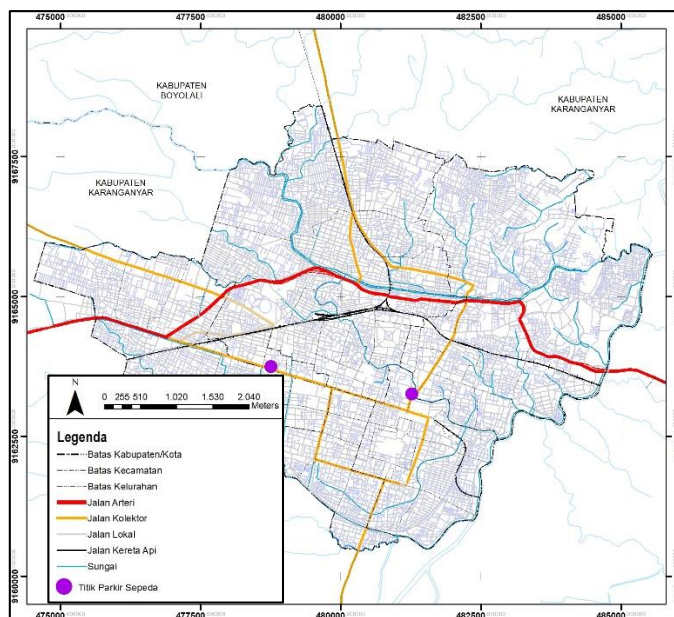 475000 477500 480000 482500 485000
KABUPATEN
BOYOLALI
KABUPATEN
KARANGANYAR
9167500
KABUPATEN
KARANGANYAR
9165000
N
0 255 510 1.020 1.530 2.040
Meters
Legenda
Batas Kabupaten/Kota
Batas Kecamatan
Batas Kelurahan
Jalan Arteri
Jalan Kolektor
Jalan Lokal
Jalan Kereta Api
Sungai
Titik Parkir Sepeda
9162500
9160000
475000 477500 480000 482500 485000